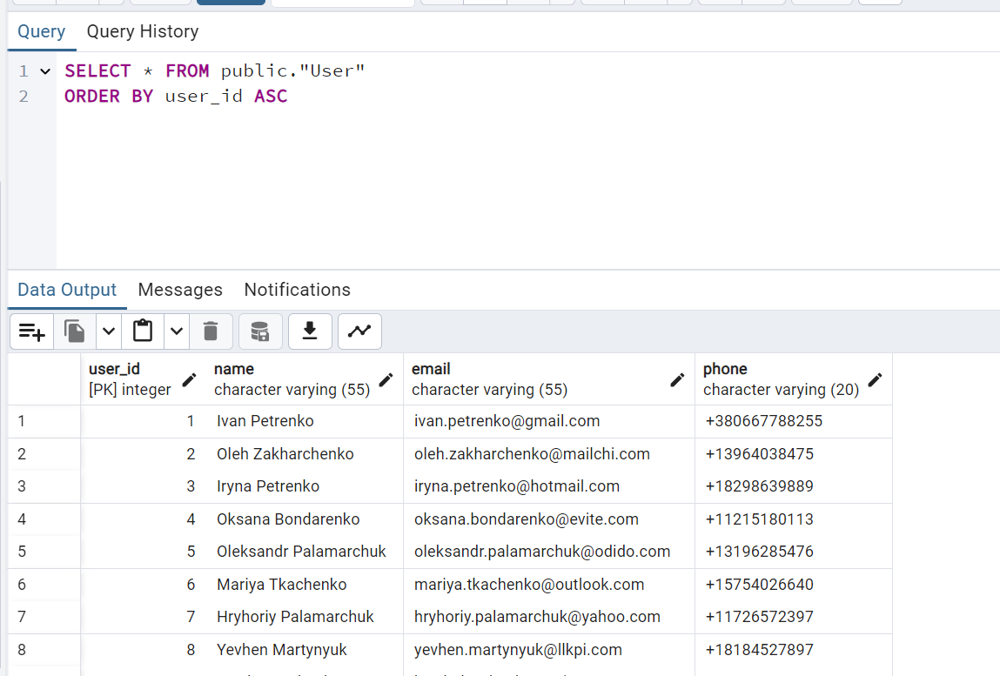 Query Query History
1 SELECT * FROM public."User"
2 ORDER BY user_id ASC
Data Output Messages Notifications
user_id name email phone
[PK] integer character varying (55) character varying (55) character varying (20)
1 1 Ivan Petrenko ivan.petrenko@gmail.com +380667788255
2 2 Oleh Zakharchenko oleh.zakharchenko@mailchi.com +13964038475
3 3 Iryna Petrenko iryna.petrenko@hotmail.com +18298639889
4 4 Oksana Bondarenko oksana.bondarenko@evite.com +11215180113
5 5 Oleksandr Palamarchuk oleksandr.palamarchuk@odido.com +13196285476
6 6 Mariya Tkachenko mariya.tkachenko@outlook.com +15754026640
7 7 Hryhoriy Palamarchuk hryhoriy.palamarchuk@yahoo.com +11726572397
8 8 Yevhen Martynyuk yevhen.martynyuk@llkpi.com +18184527897